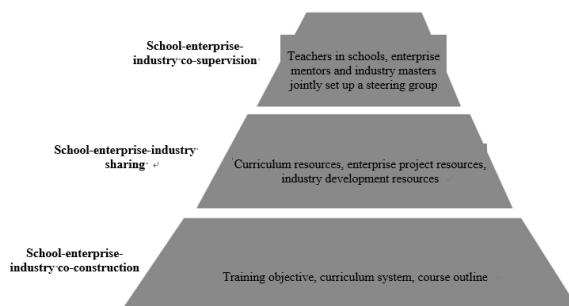 School-enterprise-
industry co-supervision
Teachers in schools, enterprise
mentors and industry masters
jointly set up a steering group
School-enterprise-industry
sharing
Curriculum resources, enterprise project resources,
industry development resources
School-enterprise-
industry co-construction
Training objective, curriculum system, course outline